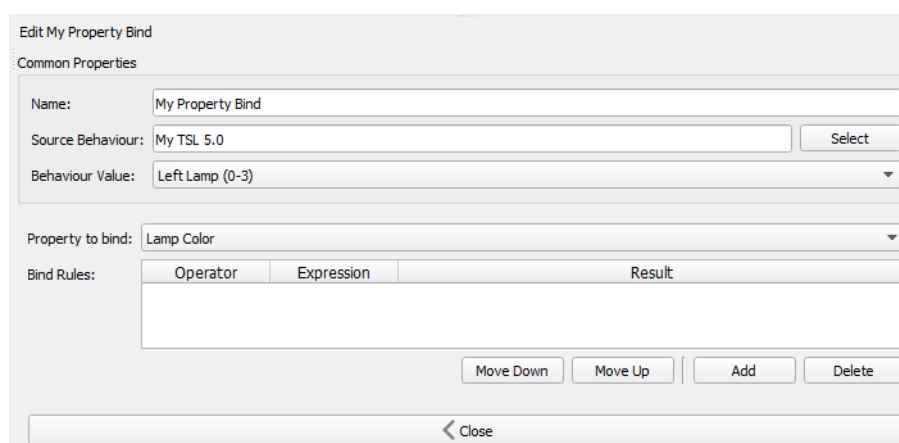 Edit My Property Bind
Common Properties
Name: My Property Bind
Source Behaviour: My TSL 5.0 Select
Behaviour Value: Left Lamp (0-3)
Property to bind: Lamp Color
Bind Rules: Operator Expression Result
Move Down Move Up Add Delete
Close